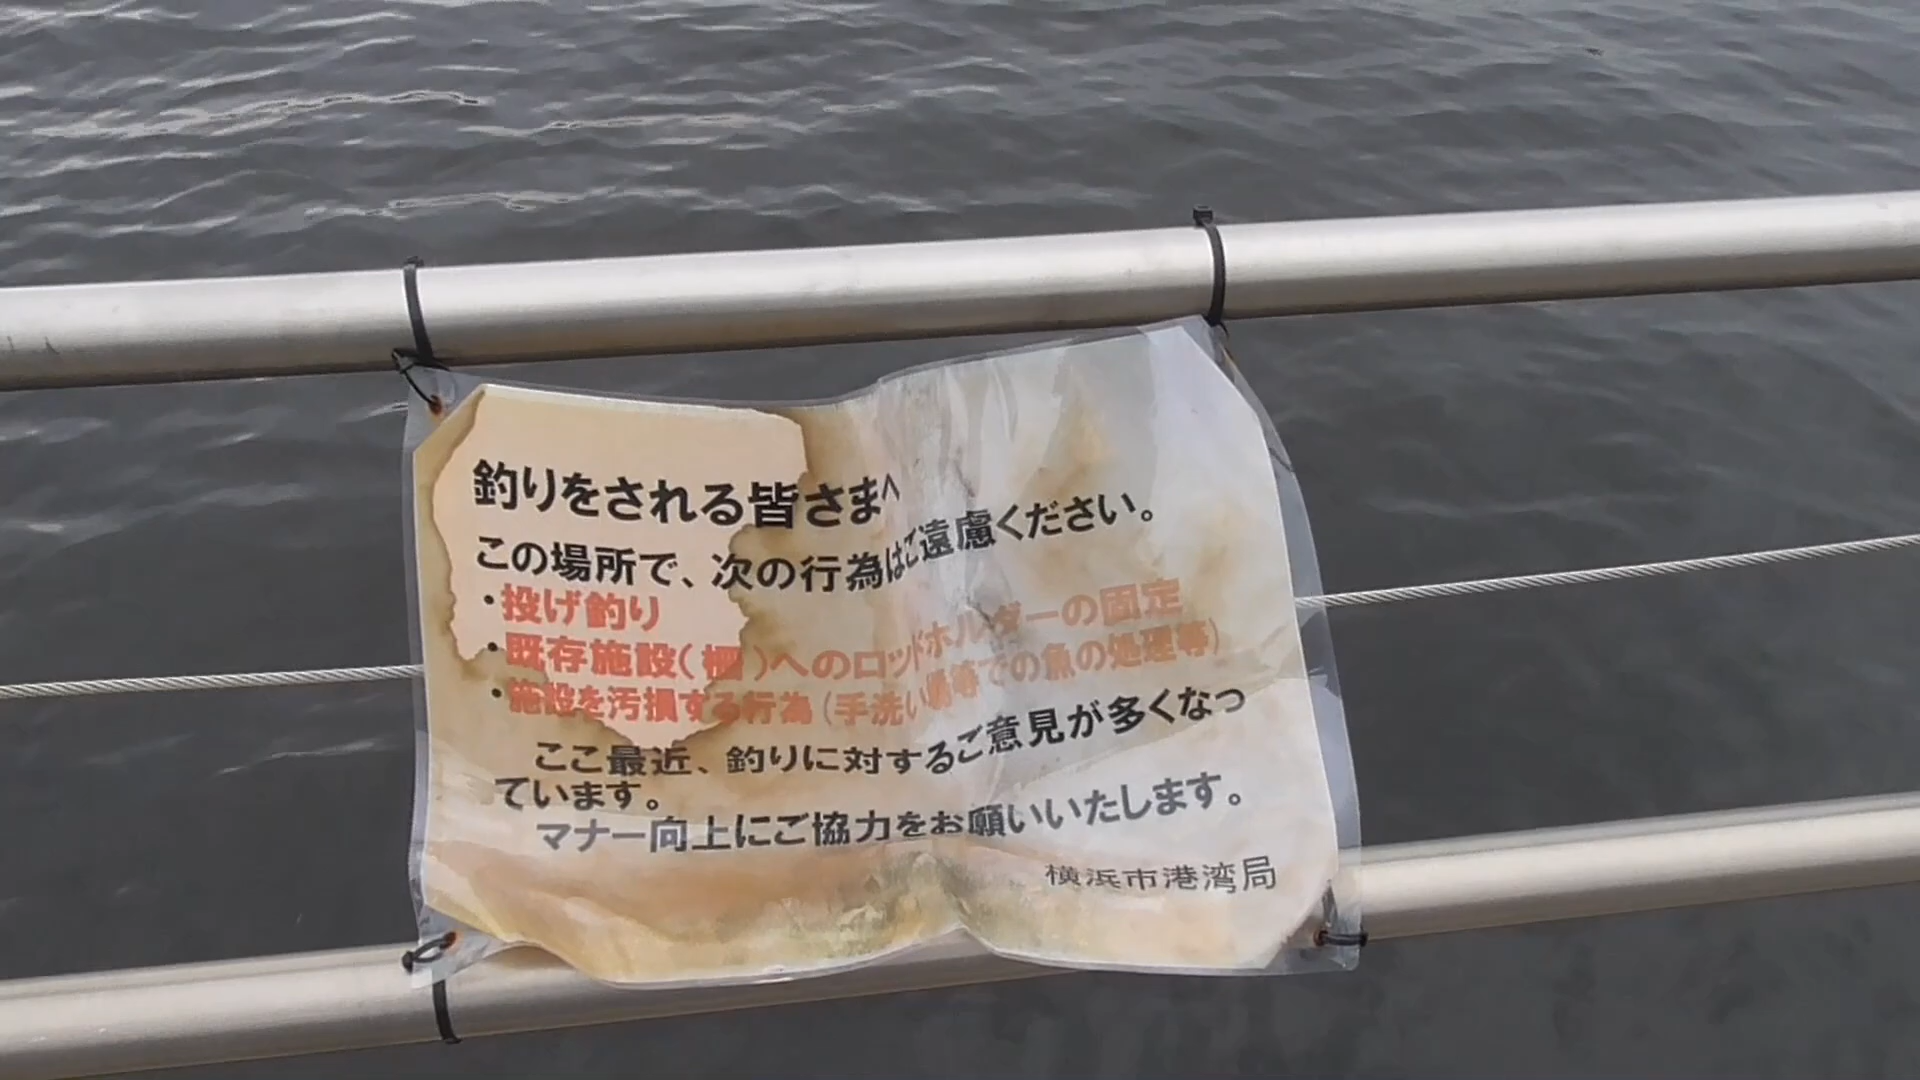 釣りをされる皆さまへ
この場所で、次の行為はご遠慮ください。
・投げ釣り
・既存施設(柵)へのロッドホルダーの固定
・施設を汚損する行為(手洗い場等での魚の処理等)
ここ最近、釣りに対するご意見が多くなっ
ています。
マナー向上にご協力をお願いいたします。
横浜市港湾局